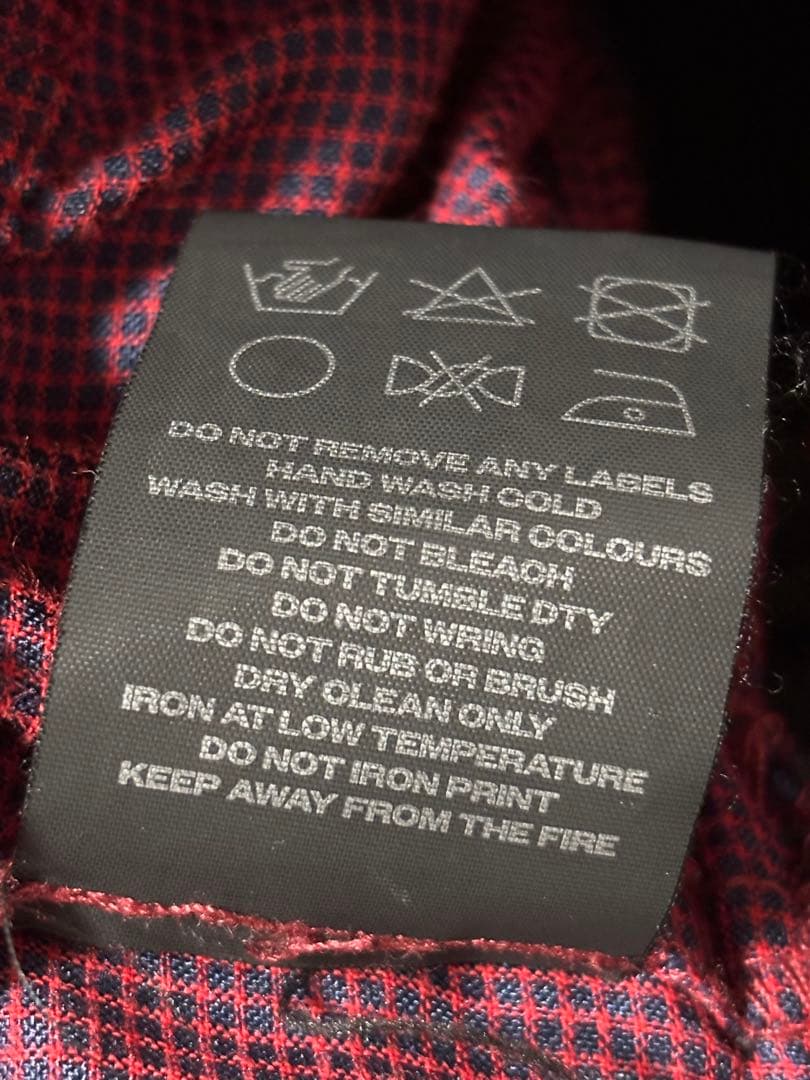 DO NOT REMOVE ANY LABELS
HAND WASH COLD
WASH WITH SIMILAR COLOURS
DO NOT BLEACH
DO NOT TUMBLE DTY
DO NOT WRING
DO NOT RUB OR BRUSH
DRY CLEAN ONLY
IRON AT LOW TEMPERATURE
DO NOT IRON PRINT
KEEP AWAY FROM THE FIRE